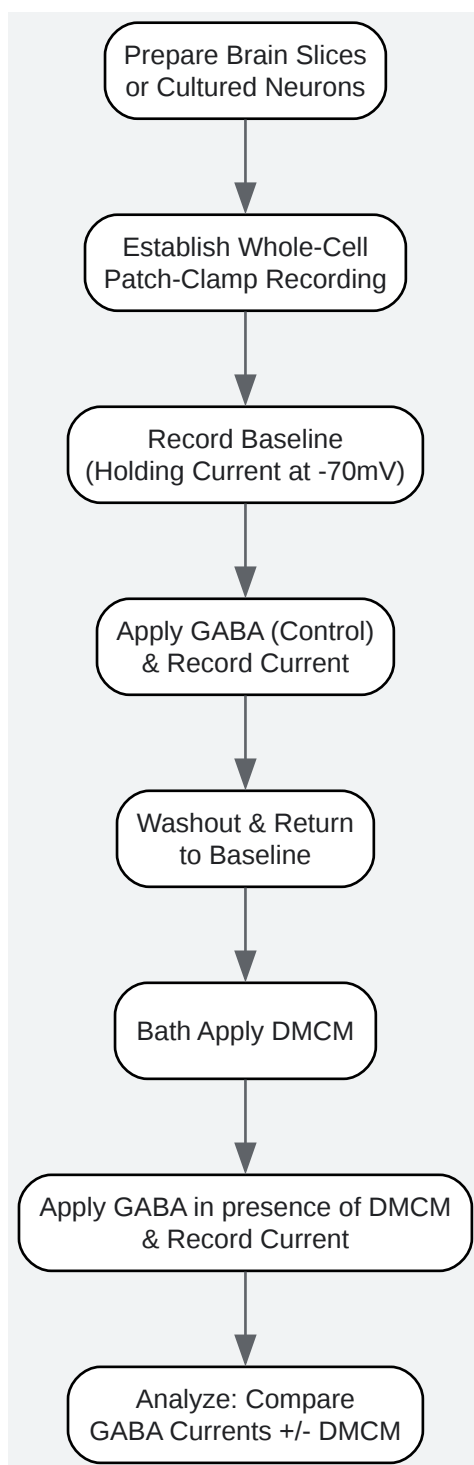 Prepare Brain Slices
or Cultured Neurons
Establish Whole-Cell
Patch-Clamp Recording
Record Baseline
(Holding Current at -70mV)
Apply GABA (Control)
& Record Current
Washout & Return
to Baseline
Bath Apply DMCM
Apply GABA in presence of DMCM
& Record Current
Analyze: Compare
GABA Currents +/- DMCM